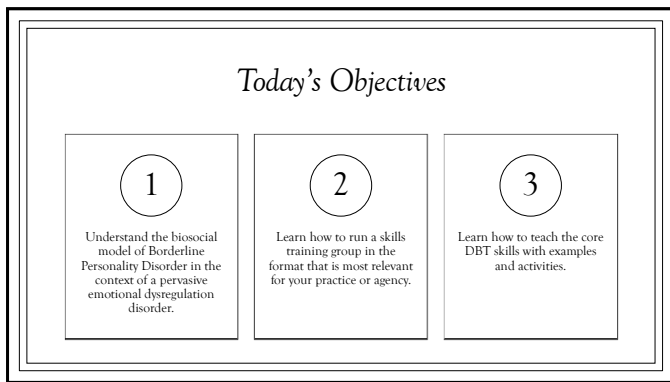 Today's Objectives
1
Understand the biosocial
model of Borderline
Personality Disorder in the
context of a pervasive
emotional dysregulation
disorder.
2
Learn how to run a skills
training group in the
format that is most relevant
for your practice or agency.
3
Learn how to teach the core
DBT skills with examples
and activities.